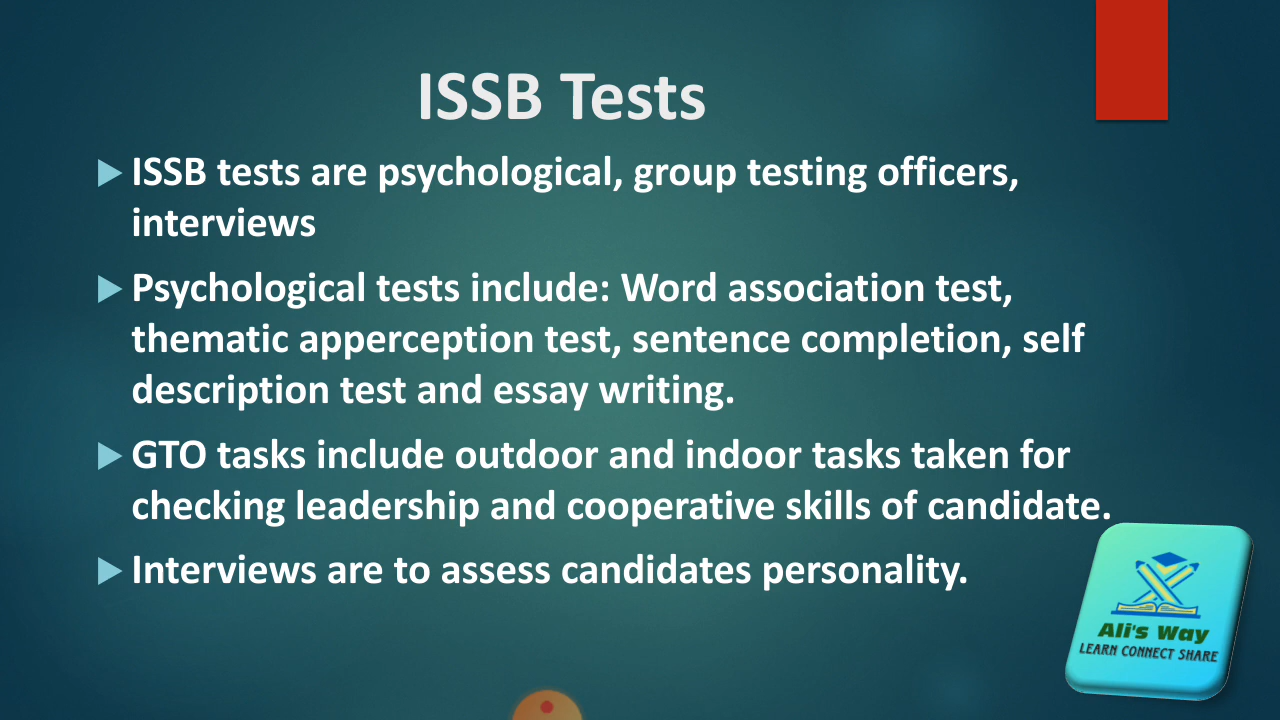 ISSB Tests
ISSB tests are psychological, group testing officers,
interviews
Psychological tests include: Word association test,
thematic apperception test, sentence completion, self
description test and essay writing.
GTO tasks include outdoor and indoor tasks taken for
checking leadership and cooperative skills of candidate.
Interviews are to assess candidates personality.
Ali's Way
LEARN CONNECT SHARE